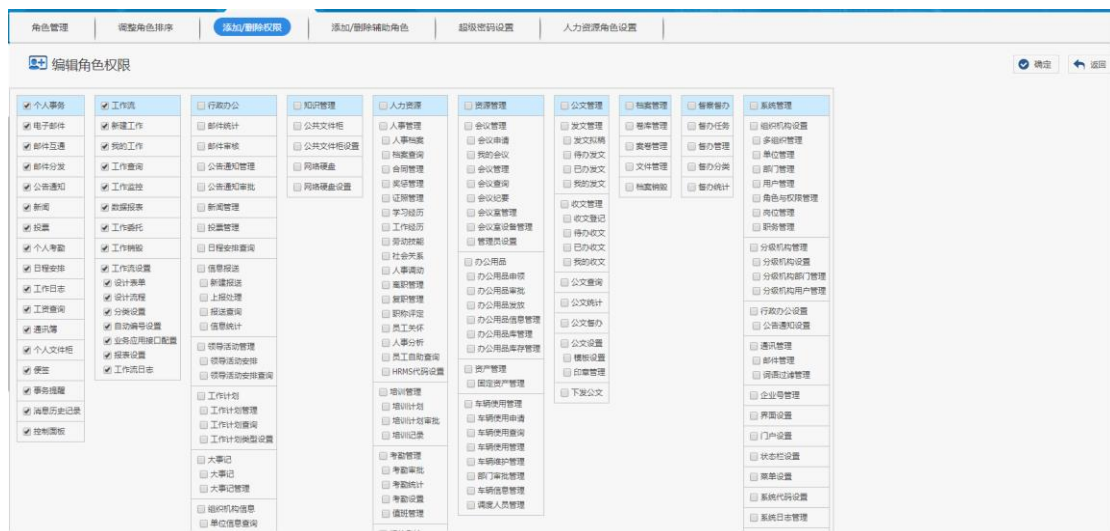 角色管理
调整角色排序
添加/删除权限
添加/删除辅助角色
超级密码设置
人力资源角色设置
编辑角色权限
确定
返回
个人事务
电子邮件
邮件互通
邮件分发
公告通知
新闻
投票
个人考勤
日程安排
工作日志
工资查询
通讯簿
个人文件柜
便签
事务提醒
消息历史记录
控制面板
工作流
新建工作
我的工作
工作查询
工作监控
数据报表
工作委托
工作销毁
工作流设置
设计表单
设计流程
分类设置
自动编号设置
业务应用接口配置
报表设置
工作流日志
行政办公
邮件统计
邮件审核
公告通知管理
公告通知审批
新闻管理
投票管理
日程安排查询
信息报送
新建报送
上报处理
报送查询
信息统计
领导活动管理
领导活动安排
领导活动安排查询
工作计划
工作计划管理
工作计划查询
工作计划类型设置
大事记
大事记
大事记管理
组织机构信息
单位信息查询
知识管理
公共文件柜
公共文件柜设置
网络硬盘
网络硬盘设置
人力资源
人事管理
人事档案
档案查询
合同管理
奖惩管理
证照管理
学习经历
工作经历
劳动技能
社会关系
人事调动
离职管理
复职管理
职称评定
员工关怀
人事分析
员工自助查询
HRMS代码设置
培训管理
培训计划
培训计划审批
培训记录
考勤管理
考勤审批
考勤统计
考勤设置
值班管理
资源管理
会议管理
会议申请
我的会议
会议管理
会议查询
会议纪要
会议室管理
会议室设备管理
管理员设置
办公用品
办公用品申领
办公用品审批
办公用品发放
办公用品信息管理
办公用品库管理
办公用品库存管理
资产管理
固定资产管理
车辆使用管理
车辆使用申请
车辆使用查询
车辆使用管理
车辆维护管理
部门审批管理
车辆信息管理
调度人员管理
公文管理
发文管理
发文拟稿
待办发文
已办发文
我的发文
收文管理
收文登记
待办收文
已办收文
我的收文
公文查询
公文统计
公文督办
公文设置
模板设置
印章管理
下发公文
档案管理
卷库管理
案卷管理
文件管理
档案销毁
督察督办
督办任务
督办管理
督办分类
督办统计
系统管理
组织机构设置
多组织管理
单位管理
部门管理
用户管理
角色与权限管理
岗位管理
职务管理
分级机构管理
分级机构设置
分级机构部门管理
分级机构用户管理
行政办公设置
公告通知设置
通讯管理
邮件管理
词语过滤管理
企业号管理
界面设置
门户设置
状态栏设置
菜单设置
系统代码设置
系统日志管理